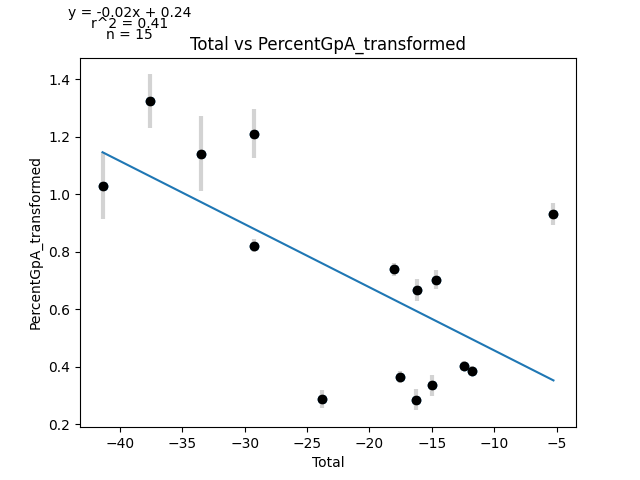 y = -0.02x + 0.24
r^2 = 0.41
n = 15
Total vs PercentGpA_transformed
1.4
1.2
1.0
0.8
0.6
0.4
0.2
PercentGpA_transformed
−40 −35 −30 −25 −20 −15 −10 −5
Total